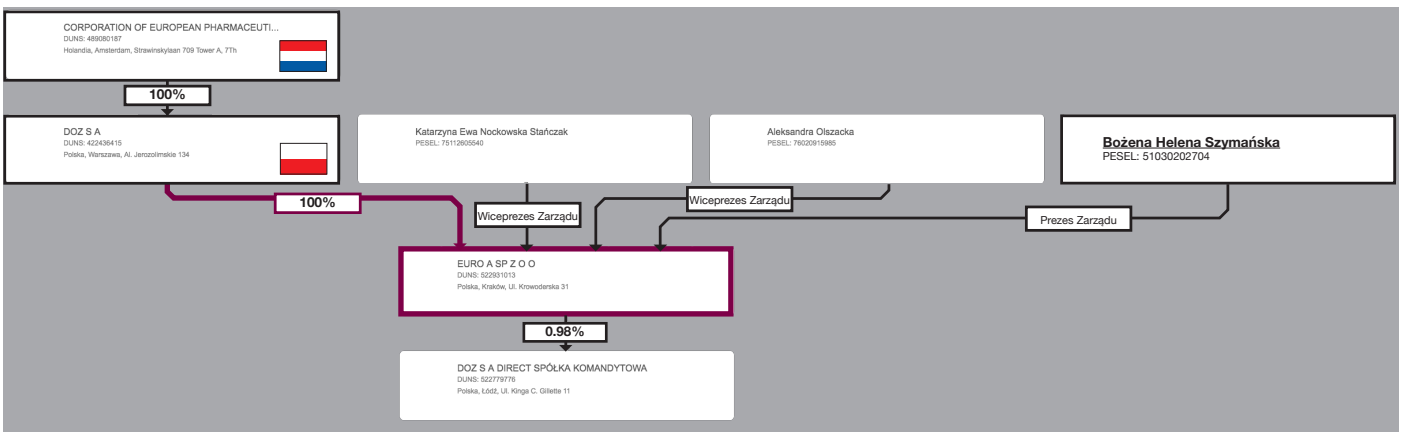 CORPORATION OF EUROPEAN PHARMACEUTI...
DUNS: 489080187
Holandia, Amsterdam, Strawinskylaan 709 Tower A, 7Th
100%
DOZ S A
DUNS: 422436415
Polska, Warszawa, Al. Jerozolimskie 134
Katarzyna Ewa Nockowska Stańczak
PESEL: 75112605540
Aleksandra Olszacka
PESEL: 76020915985
Bożena Helena Szymańska
PESEL: 51030202704
100%
Wiceprezes Zarządu
Wiceprezes Zarządu
Prezes Zarządu
EURO A SP Z O O
DUNS: 522931013
Polska, Kraków, Ul. Krowoderska 31
0.98%
DOZ S A DIRECT SPÓŁKA KOMANDYTOWA
DUNS: 522779776
Polska, Łódź, Ul. Kinga C. Gillette 11